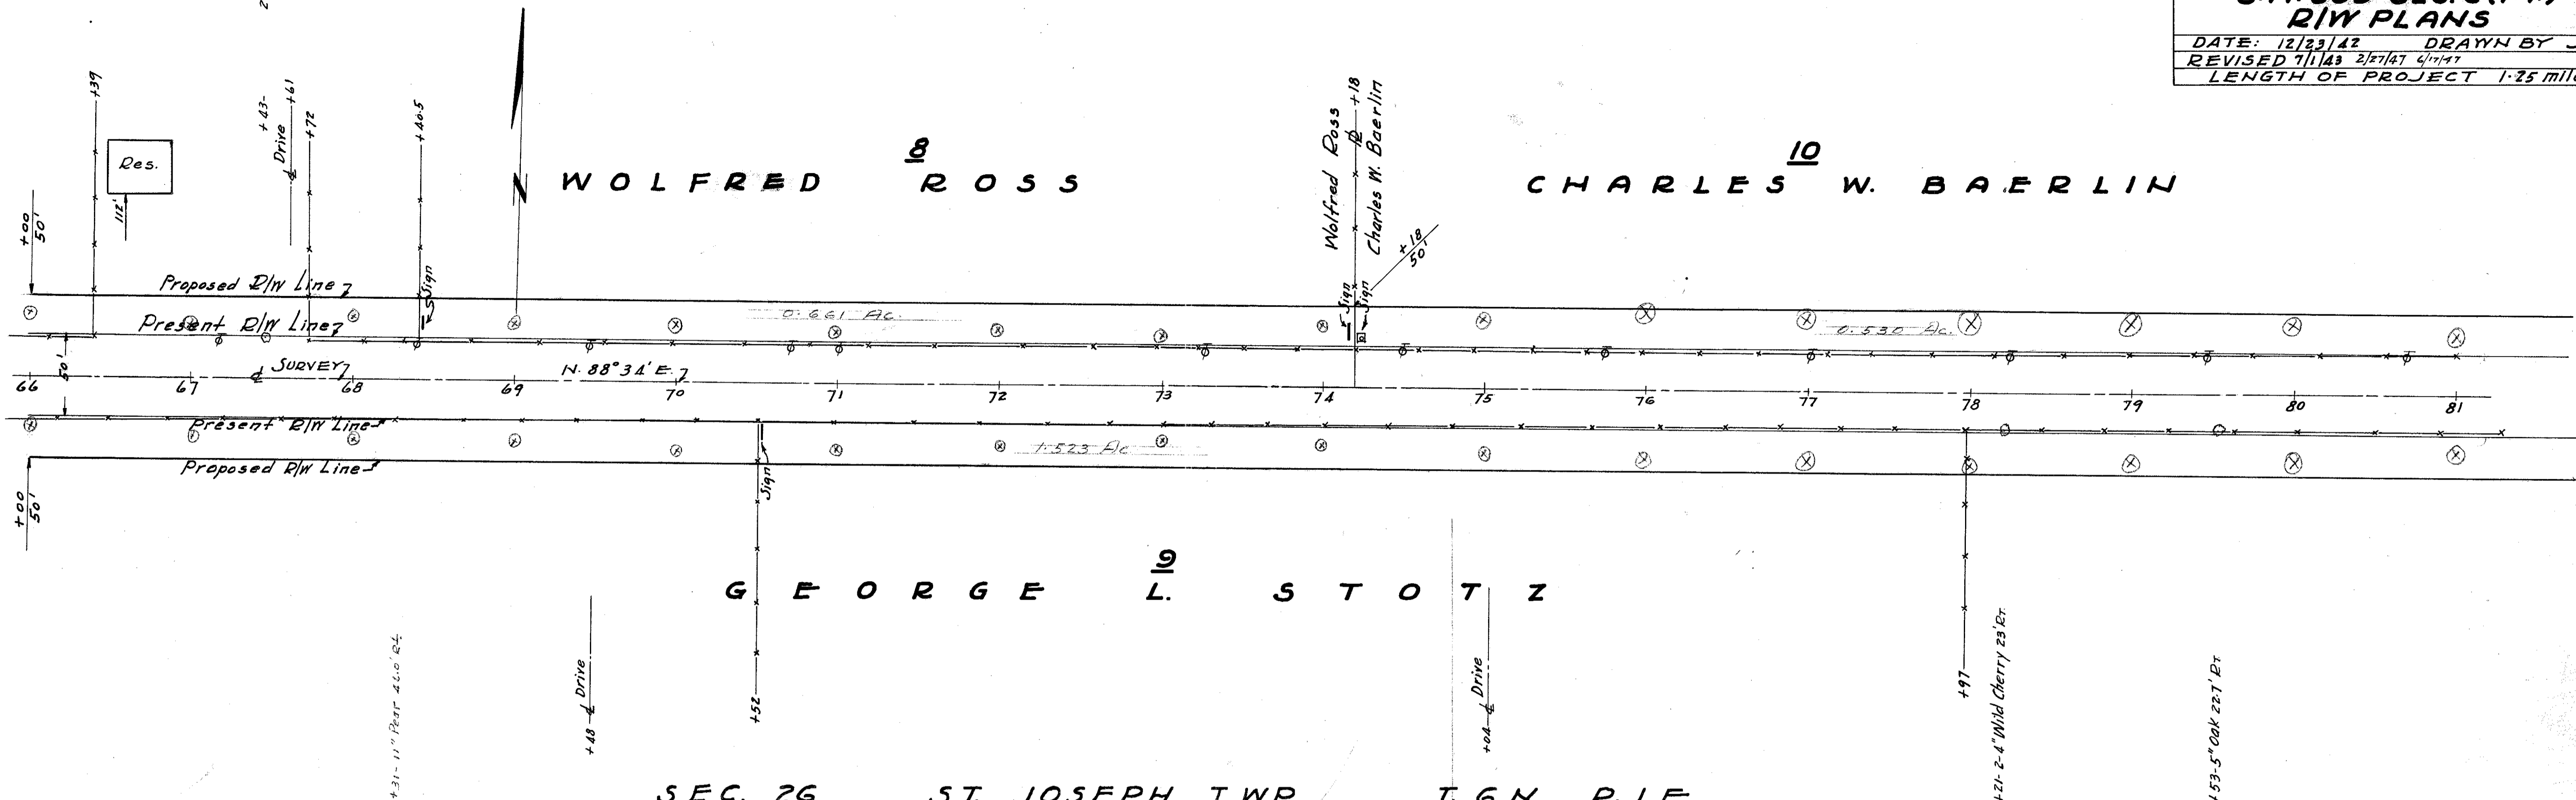 R/W PLANS
DATE: 12/23/42 DRAWN BY
REVISED 7/1/43 2/27/47 6/17/47
LENGTH OF PROJECT 1.25
+39
+43-
Drive
+61
+72
+40.5
Res.
112'
+00
50'
N
8
WOLFRED ROSS
Wolfred Ross
+18
Charles W. Baerlin
10
CHARLES W. BAERLIN
+18
50'
Proposed R/W Line
Sign
Sign
Sign
Present R/W Line
0.661 Ac.
0.530 Ac.
50'
SURVEY
N. 88°34' E.
66 67 68 69 70 71 72 73 74 75 76 77 78 79 80 81
Present R/W Line
1.523 Ac
Proposed R/W Line
Sign
+00
50'
9
GEORGE L. STOTZ
+48 Drive
+52
+04 Drive
+97
+21-2-4" Wild Cherry 23' Rt.
+53-5" Oak 22.7' Rt
SEC. 26 ST. JOSEPH TWP.